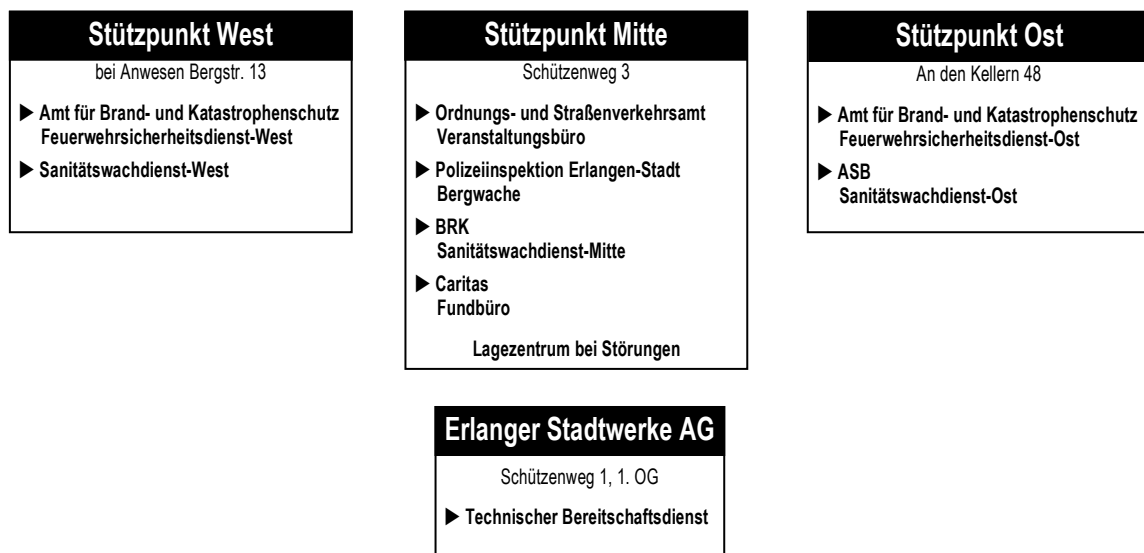 Stützpunkt West
bei Anwesen Bergstr. 13
▶ Amt für Brand- und Katastrophenschutz
Feuerwehrsicherheitsdienst-West
▶ Sanitätswachdienst-West
Stützpunkt Mitte
Schützenweg 3
▶ Ordnungs- und Straßenverkehrsamt
Veranstaltungsbüro
▶ Polizeiinspektion Erlangen-Stadt
Bergwache
▶ BRK
Sanitätswachdienst-Mitte
▶ Caritas
Fundbüro
Lagezentrum bei Störungen
Stützpunkt Ost
An den Kellern 48
▶ Amt für Brand- und Katastrophenschutz
Feuerwehrsicherheitsdienst-Ost
▶ ASB
Sanitätswachdienst-Ost
Erlanger Stadtwerke AG
Schützenweg 1, 1. OG
▶ Technischer Bereitschaftsdienst